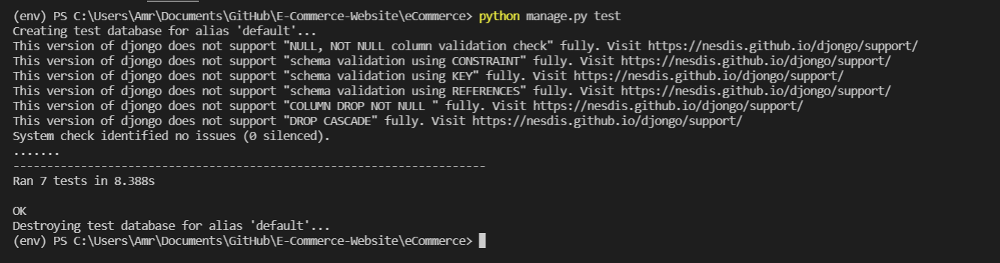 (env) PS C:\Users\Amr\Documents\GitHub\E-Commerce-Website\eCommerce> python manage.py test
Creating test database for alias 'default'...
This version of djongo does not support "NULL, NOT NULL column validation check" fully. Visit https://nesdis.github.io/djongo/support/
This version of djongo does not support "schema validation using CONSTRAINT" fully. Visit https://nesdis.github.io/djongo/support/
This version of djongo does not support "schema validation using KEY" fully. Visit https://nesdis.github.io/djongo/support/
This version of djongo does not support "schema validation using REFERENCES" fully. Visit https://nesdis.github.io/djongo/support/
This version of djongo does not support "COLUMN DROP NOT NULL " fully. Visit https://nesdis.github.io/djongo/support/
This version of djongo does not support "DROP CASCADE" fully. Visit https://nesdis.github.io/djongo/support/
System check identified no issues (0 silenced).
.......
----------------------------------------------------------------------
Ran 7 tests in 8.388s

OK
Destroying test database for alias 'default'...
(env) PS C:\Users\Amr\Documents\GitHub\E-Commerce-Website\eCommerce>